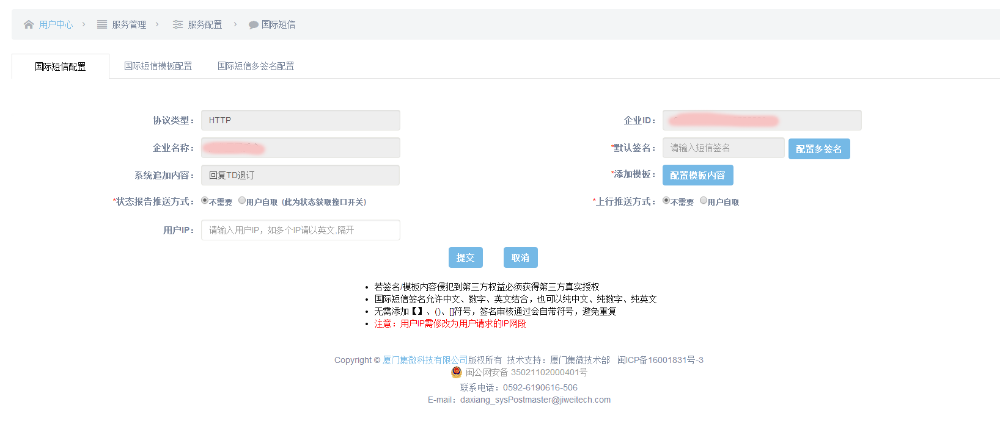 用户中心 > 服务管理 > 服务配置 > 国际短信
国际短信配置 国际短信模板配置 国际短信多签名配置
协议类型： HTTP 企业ID：
企业名称： *默认签名： 请输入短信签名 配置多签名
系统追加内容： 回复TD退订 *添加模板： 配置模板内容
*状态报告推送方式： 不需要 用户自取 (此为状态获取接口开关) *上行推送方式： 不需要 用户自取
用户IP： 请输入用户IP，如多个IP请以英文,隔开
提交 取消
• 若签名/模板内容侵犯到第三方权益必须获得第三方真实授权
• 国际短信签名允许中文、数字、英文结合，也可以纯中文、纯数字、纯英文
• 无需添加【】、()、[]符号，签名审核通过会自带符号，避免重复
• 注意：用户IP需修改为用户请求的IP网段
Copyright © 厦门集微科技有限公司版权所有 技术支持：厦门集微技术部 闽ICP备16001831号-3
闽公网安备 35021102000401号
联系电话：0592-6190616-506
E-mail：daxiang_sysPostmaster@jiweitech.com